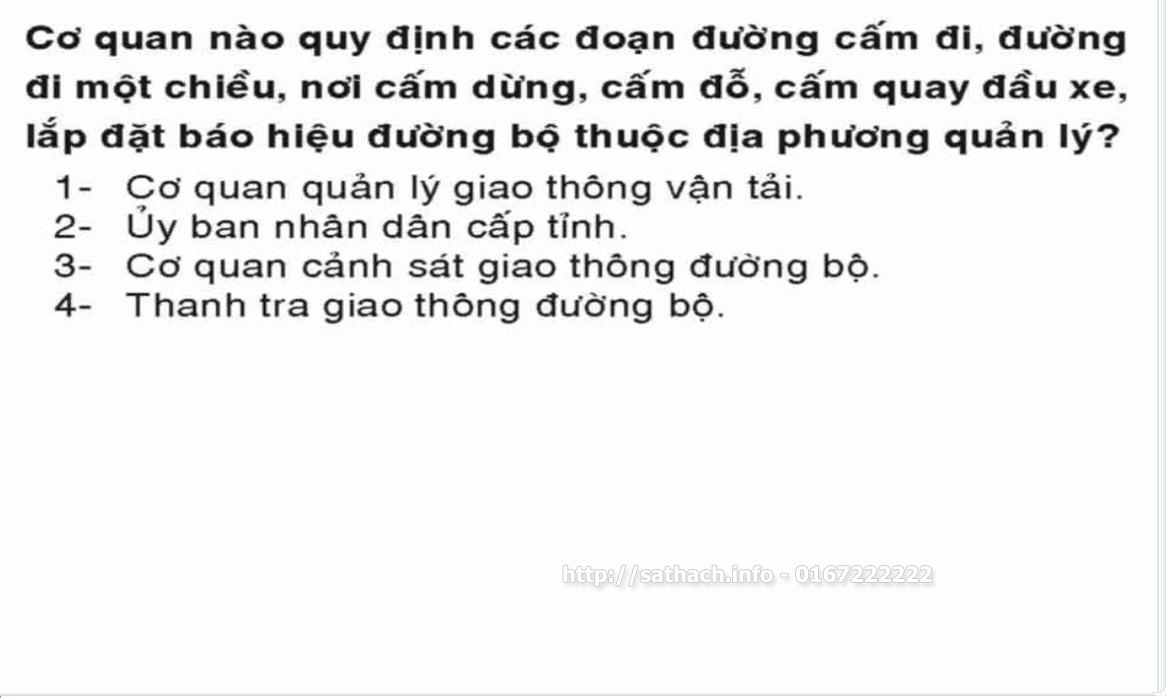 Cơ quan nào quy định các đoạn đường cấm đi, đường
đi một chiều, nơi cấm dừng, cấm đỗ, cấm quay đầu xe,
lắp đặt báo hiệu đường bộ thuộc địa phương quản lý?
1- Cơ quan quản lý giao thông vận tải.
2- Ủy ban nhân dân cấp tỉnh.
3- Cơ quan cảnh sát giao thông đường bộ.
4- Thanh tra giao thông đường bộ.
http://sathach.info - 0167222222